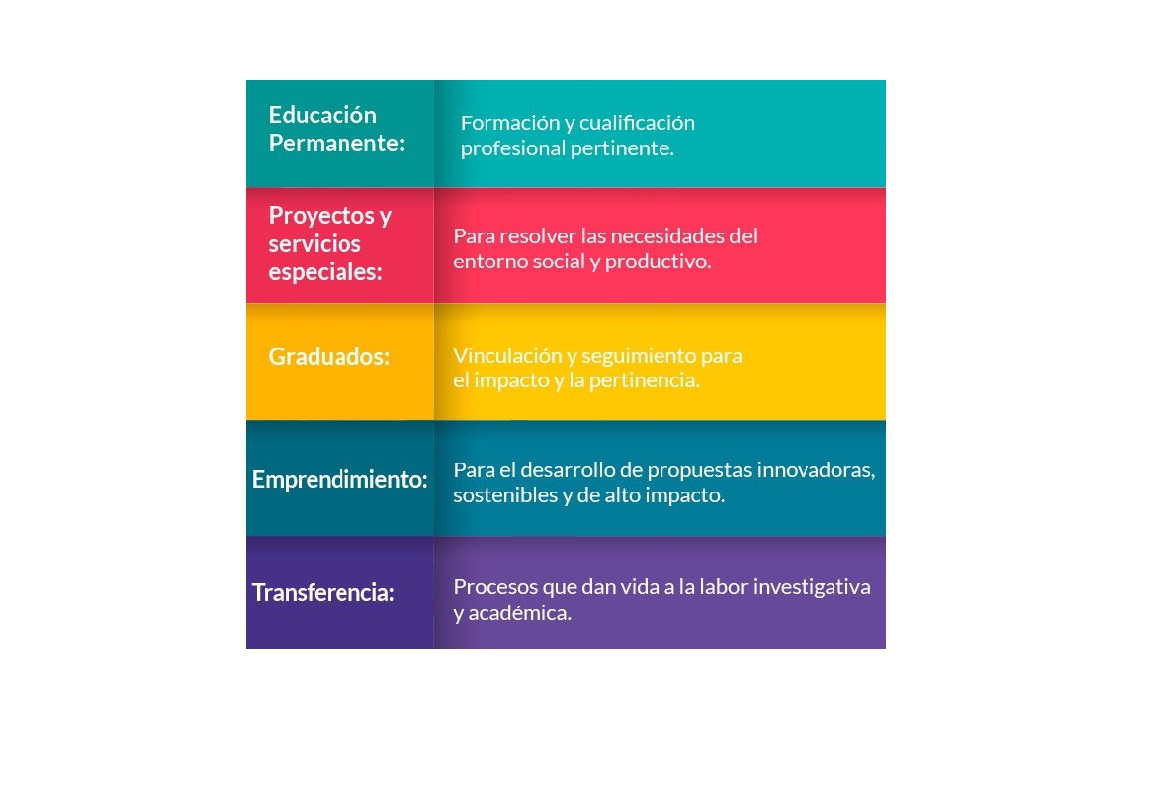 Educación
Permanente:
Formación y cualificación
profesional pertinente.
Proyectos y
servicios
especiales:
Para resolver las necesidades del
entorno social y productivo.
Graduados:
Vinculación y seguimiento para
el impacto y la pertinencia.
Emprendimiento:
Para el desarrollo de propuestas innovadoras,
sostenibles y de alto impacto.
Transferencia:
Procesos que dan vida a la labor investigativa
y académica.